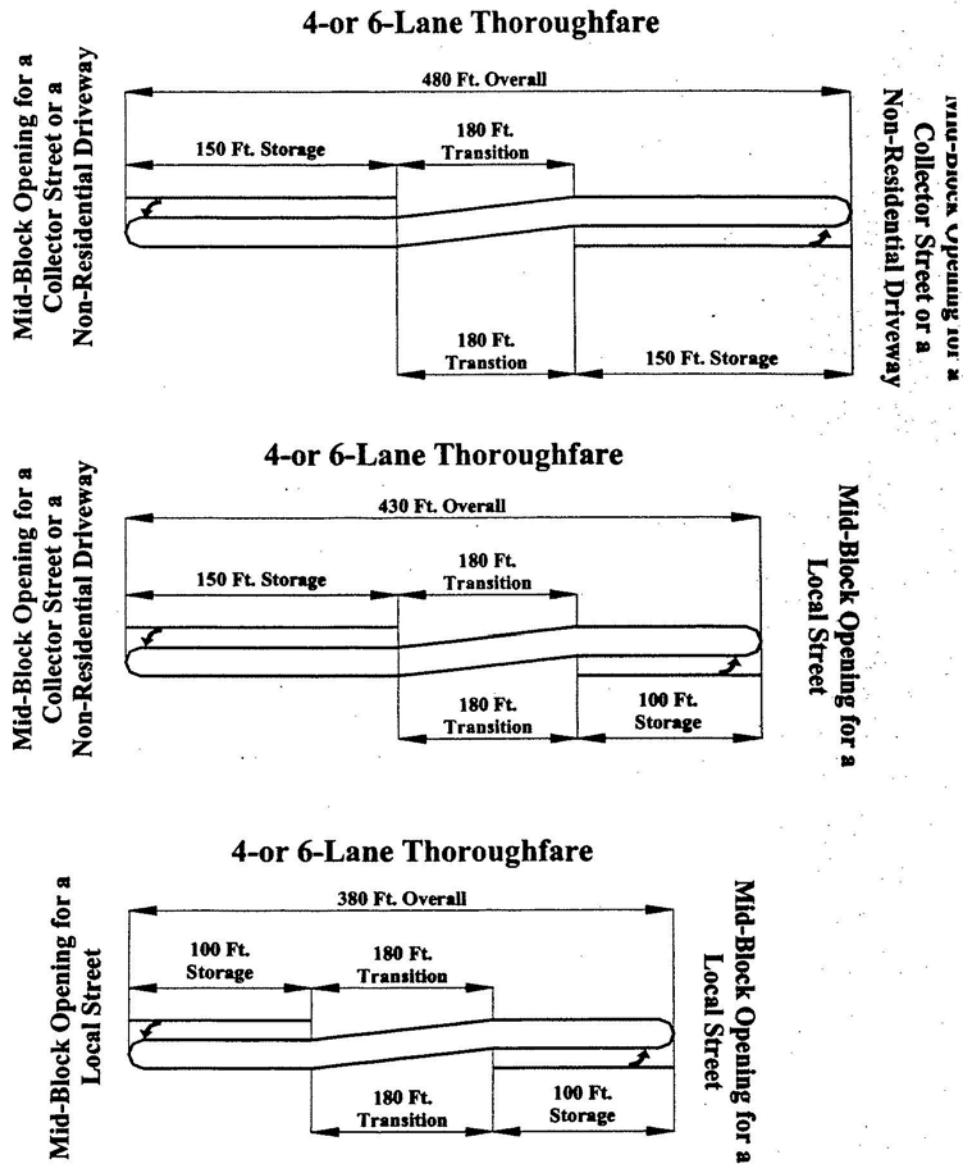 4-or 6-Lane Thoroughfare
Mid-Block Opening for a
Collector Street or a
Non-Residential Driveway
480 Ft. Overall
150 Ft. Storage
180 Ft.
Transition
180 Ft.
Transtion
150 Ft. Storage
Mid-Block Opening for a
Collector Street or a
Non-Residential Driveway
4-or 6-Lane Thoroughfare
Mid-Block Opening for a
Collector Street or a
Non-Residential Driveway
430 Ft. Overall
150 Ft. Storage
180 Ft.
Transition
180 Ft.
Transition
100 Ft.
Storage
Mid-Block Opening for a
Local Street
4-or 6-Lane Thoroughfare
Mid-Block Opening for a
Local Street
380 Ft. Overall
100 Ft.
Storage
180 Ft.
Transition
180 Ft.
Transition
100 Ft.
Storage
Mid-Block Opening for a
Local Street